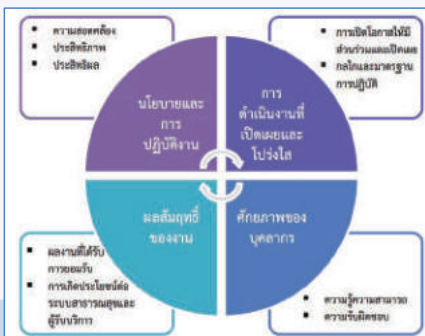 ▪ ความสอดคล้อง
▪ ประสิทธิภาพ
▪ ประสิทธิผล
▪ การเปิดโอกาสให้มี
ส่วนร่วมและเปิดเผย
▪ กลไกและมาตรฐาน
การปฏิบัติ
นโยบายและ
การ
ปฏิบัติงาน
การ
ดำเนินงานที่
เปิดเผยและ
โปร่งใส
ผลสัมฤทธิ์
ของงาน
ศักยภาพของ
บุคลากร
▪ ผลงานที่ได้รับ
การยอมรับ
▪ การเกิดประโยชน์ต่อ
ระบบสาธารณสุขและ
ผู้รับบริการ
▪ ความรู้ความสามารถ
▪ ความรับผิดชอบ